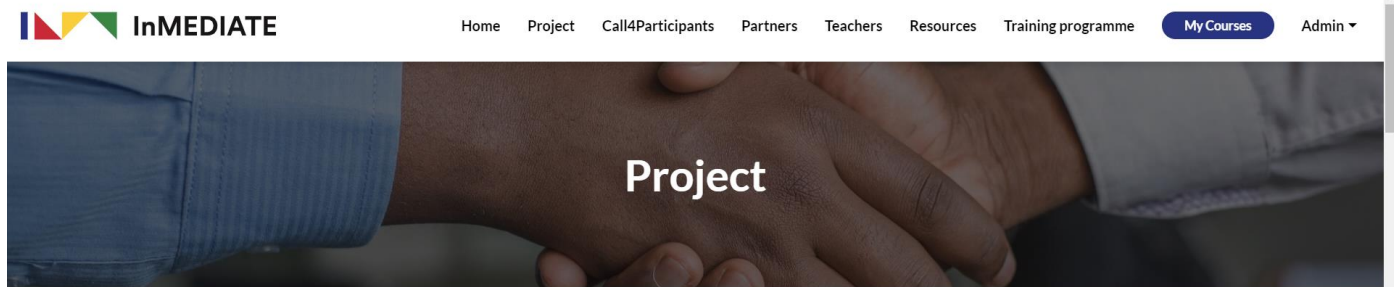 InMEDIATE
Home Project Call4Participants Partners Teachers Resources Training programme My Courses Admin
Project